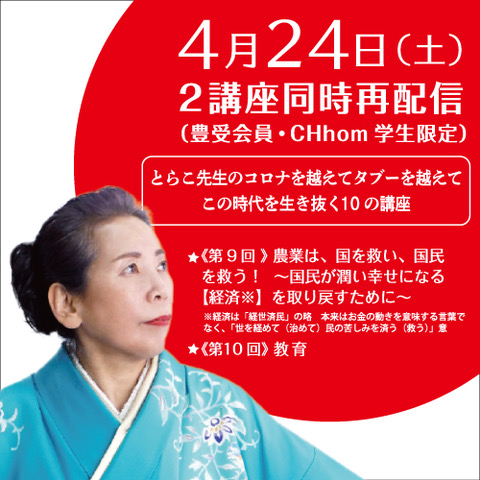 4月24日(土)
2講座同時再配信
(豊受会員・CHhom 学生限定)
とらこ先生のコロナを越えてタブーを越えて
この時代を生き抜く10の講座
★《第9回》農業は、国を救い、国民
を救う! ～国民が潤い幸せになる
【経済※】を取り戻すために～
※経済は「経世済民」の略 本来はお金の動きを意味する言葉で
なく、「世を経めて(治めて)民の苦しみを済う(救う)」意
★《第10回》教育